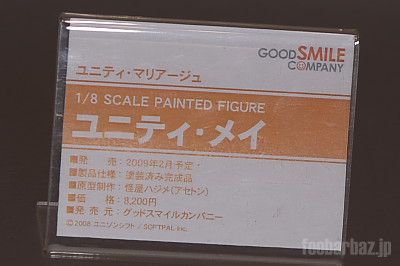 GOOD SMILE
COMPANY
ユニティ・マリアージュ
1/8 SCALE PAINTED FIGURE
ユニティ・メイ
■発　　売：2009年2月予定
■製品仕様：塗装済み完成品
■原型制作：怪屋ハジメ(アセトン)
■価　　格：8,200円
■発 売 元：グッドスマイルカンパニー
©2008 ユニゾンシフト / SOFTPAL Inc.
foobarbaz.jp